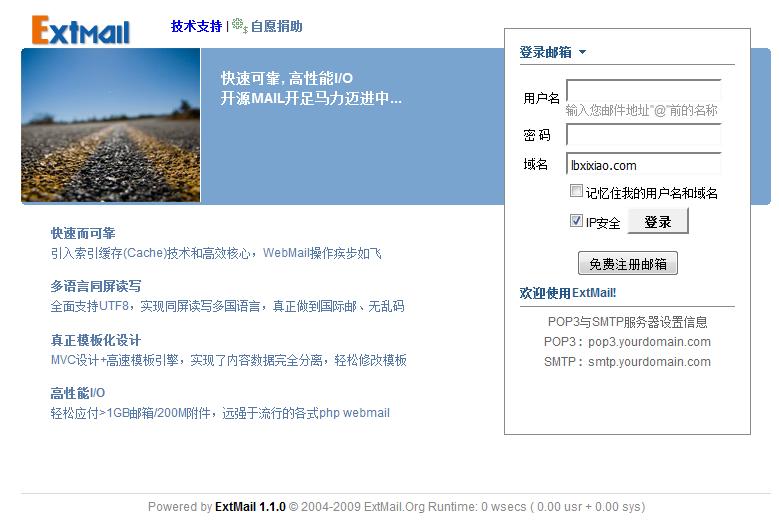 ExtMail
技术支持 | 自愿捐助
快速可靠, 高性能I/O
开源MAIL开足马力迈进中...
快速而可靠
引入索引缓存(Cache)技术和高效核心，WebMail操作疾步如飞
多语言同屏读写
全面支持UTF8，实现同屏读写多国语言，真正做到国际邮、无乱码
真正模板化设计
MVC设计+高速模板引擎，实现了内容数据完全分离，轻松修改模板
高性能I/O
轻松应付>1GB邮箱/200M附件，远强于流行的各式php webmail
登录邮箱
用户名
输入您邮件地址"@"前的名称
密 码
域名 lbxixiao.com
记忆住我的用户名和域名
IP安全 登录
免费注册邮箱
欢迎使用ExtMail!
POP3与SMTP服务器设置信息
POP3：pop3.yourdomain.com
SMTP：smtp.yourdomain.com
Powered by ExtMail 1.1.0 © 2004-2009 ExtMail.Org Runtime: 0 wsecs ( 0.00 usr + 0.00 sys)